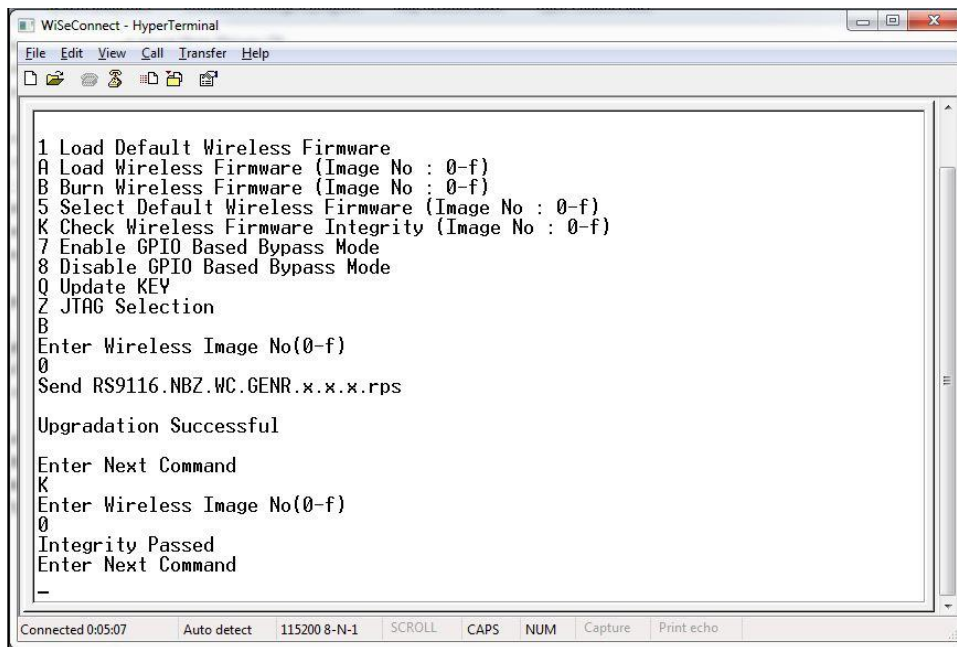 WiSeConnect - HyperTerminal
File Edit View Call Transfer Help
1 Load Default Wireless Firmware
A Load Wireless Firmware (Image No : 0-f)
B Burn Wireless Firmware (Image No : 0-f)
5 Select Default Wireless Firmware (Image No : 0-f)
K Check Wireless Firmware Integrity (Image No : 0-f)
7 Enable GPIO Based Bypass Mode
8 Disable GPIO Based Bypass Mode
Q Update KEY
Z JTAG Selection
B
Enter Wireless Image No(0-f)
0
Send RS9116.NBZ.WC.GENR.x.x.x.rps
Upgradation Successful
Enter Next Command
K
Enter Wireless Image No(0-f)
0
Integrity Passed
Enter Next Command
_
Connected 0:05:07 Auto detect 115200 8-N-1 SCROLL CAPS NUM Capture Print echo